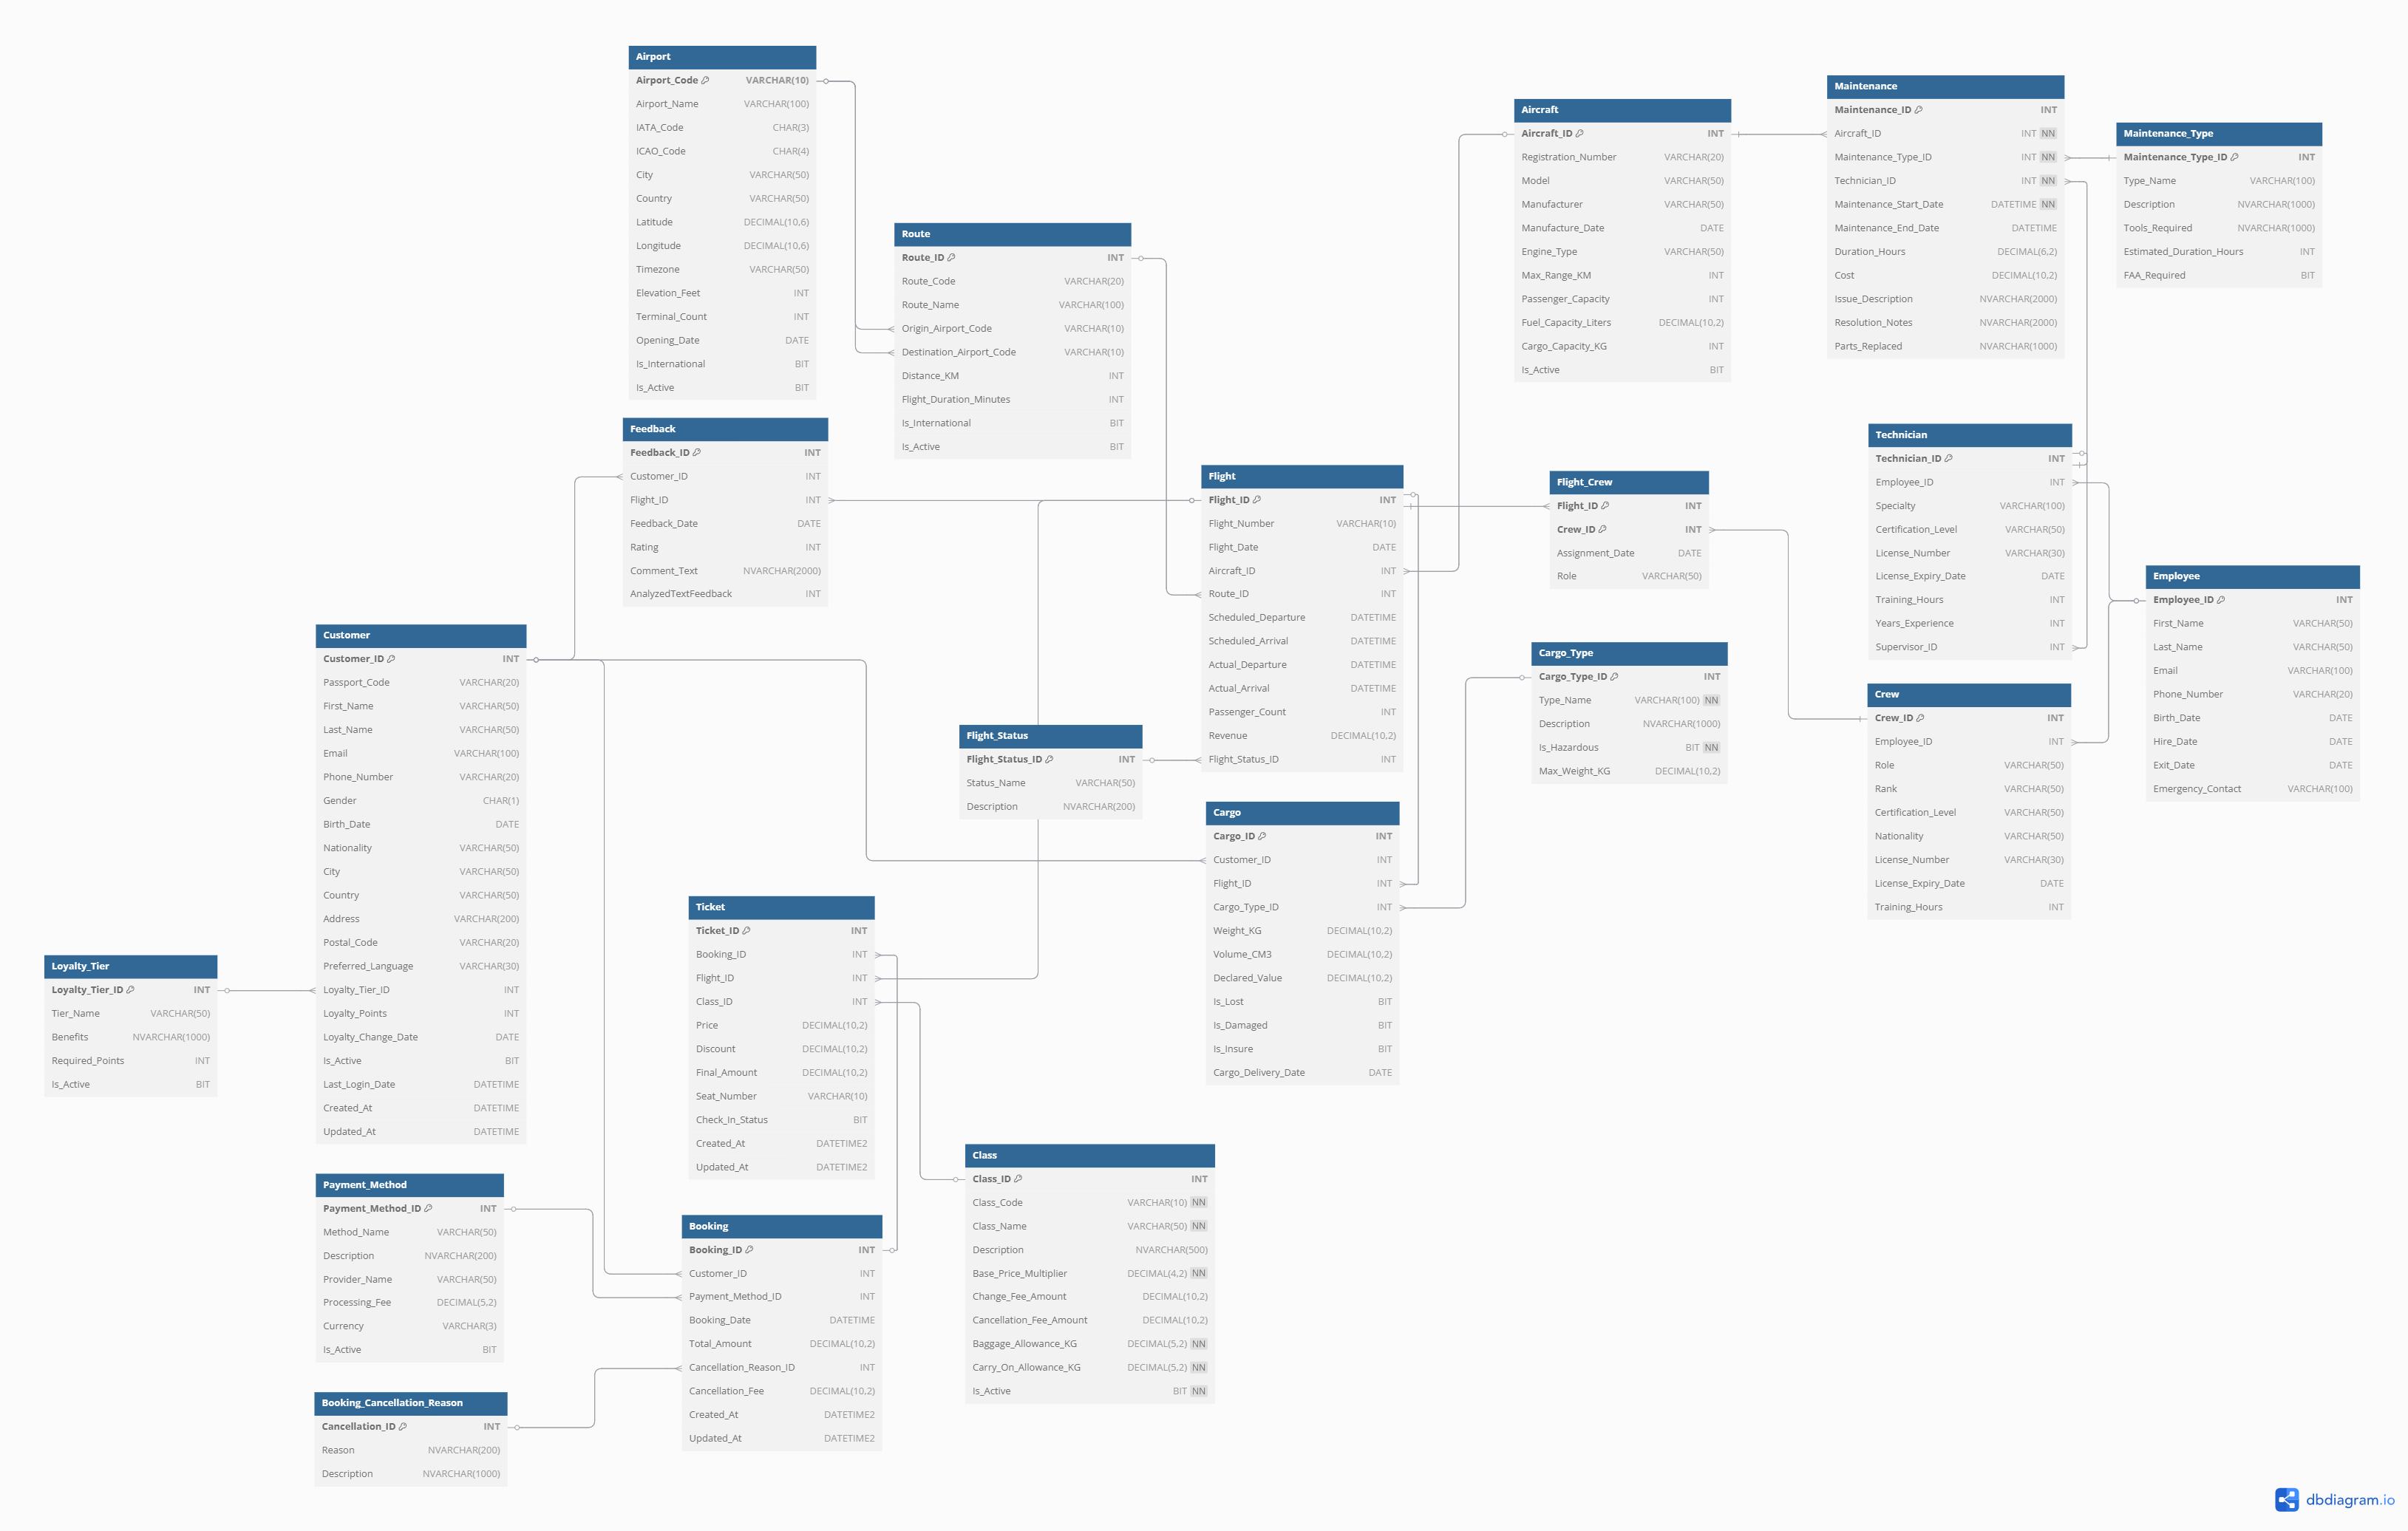 Airport
Airport_Code VARCHAR(10)
Airport_Name VARCHAR(100)
IATA_Code CHAR(3)
ICAO_Code CHAR(4)
City VARCHAR(50)
Country VARCHAR(50)
Latitude DECIMAL(10,6)
Longitude DECIMAL(10,6)
Timezone VARCHAR(50)
Elevation_Feet INT
Terminal_Count INT
Opening_Date DATE
Is_International BIT
Is_Active BIT
Route
Route_ID INT
Route_Code VARCHAR(20)
Route_Name VARCHAR(100)
Origin_Airport_Code VARCHAR(10)
Destination_Airport_Code VARCHAR(10)
Distance_KM INT
Flight_Duration_Minutes INT
Is_International BIT
Is_Active BIT
Aircraft
Aircraft_ID INT
Registration_Number VARCHAR(20)
Model VARCHAR(50)
Manufacturer VARCHAR(50)
Manufacture_Date DATE
Engine_Type VARCHAR(50)
Max_Range_KM INT
Passenger_Capacity INT
Fuel_Capacity_Liters DECIMAL(10,2)
Cargo_Capacity_KG INT
Is_Active BIT
Maintenance
Maintenance_ID INT
Aircraft_ID INT NN
Maintenance_Type_ID INT NN
Technician_ID INT NN
Maintenance_Start_Date DATETIME NN
Maintenance_End_Date DATETIME
Duration_Hours DECIMAL(6,2)
Cost DECIMAL(10,2)
Issue_Description NVARCHAR(2000)
Resolution_Notes NVARCHAR(2000)
Parts_Replaced NVARCHAR(1000)
Maintenance_Type
Maintenance_Type_ID INT
Type_Name VARCHAR(100)
Description NVARCHAR(1000)
Tools_Required NVARCHAR(1000)
Estimated_Duration_Hours INT
FAA_Required BIT
Feedback
Feedback_ID INT
Customer_ID INT
Flight_ID INT
Feedback_Date DATE
Rating INT
Comment_Text NVARCHAR(2000)
AnalyzedTextFeedback INT
Flight
Flight_ID INT
Flight_Number VARCHAR(10)
Flight_Date DATE
Aircraft_ID INT
Route_ID INT
Scheduled_Departure DATETIME
Scheduled_Arrival DATETIME
Actual_Departure DATETIME
Actual_Arrival DATETIME
Passenger_Count INT
Revenue DECIMAL(10,2)
Flight_Status_ID INT
Flight_Crew
Flight_ID INT
Crew_ID INT
Assignment_Date DATE
Role VARCHAR(50)
Technician
Technician_ID INT
Employee_ID INT
Specialty VARCHAR(100)
Certification_Level VARCHAR(50)
License_Number VARCHAR(30)
License_Expiry_Date DATE
Training_Hours INT
Years_Experience INT
Supervisor_ID INT
Employee
Employee_ID INT
First_Name VARCHAR(50)
Last_Name VARCHAR(50)
Email VARCHAR(100)
Phone_Number VARCHAR(20)
Birth_Date DATE
Hire_Date DATE
Exit_Date DATE
Emergency_Contact VARCHAR(100)
Customer
Customer_ID INT
Passport_Code VARCHAR(20)
First_Name VARCHAR(50)
Last_Name VARCHAR(50)
Email VARCHAR(100)
Phone_Number VARCHAR(20)
Gender CHAR(1)
Birth_Date DATE
Nationality VARCHAR(50)
City VARCHAR(50)
Country VARCHAR(50)
Address VARCHAR(200)
Postal_Code VARCHAR(20)
Preferred_Language VARCHAR(30)
Loyalty_Tier_ID INT
Loyalty_Points INT
Loyalty_Change_Date DATE
Is_Active BIT
Last_Login_Date DATETIME
Created_At DATETIME
Updated_At DATETIME
Flight_Status
Flight_Status_ID INT
Status_Name VARCHAR(50)
Description NVARCHAR(200)
Cargo_Type
Cargo_Type_ID INT
Type_Name VARCHAR(100) NN
Description NVARCHAR(1000)
Is_Hazardous BIT NN
Max_Weight_KG DECIMAL(10,2)
Crew
Crew_ID INT
Employee_ID INT
Role VARCHAR(50)
Rank VARCHAR(50)
Certification_Level VARCHAR(50)
Nationality VARCHAR(50)
License_Number VARCHAR(30)
License_Expiry_Date DATE
Training_Hours INT
Cargo
Cargo_ID INT
Customer_ID INT
Flight_ID INT
Cargo_Type_ID INT
Weight_KG DECIMAL(10,2)
Volume_CM3 DECIMAL(10,2)
Declared_Value DECIMAL(10,2)
Is_Lost BIT
Is_Damaged BIT
Is_Insure BIT
Cargo_Delivery_Date DATE
Loyalty_Tier
Loyalty_Tier_ID INT
Tier_Name VARCHAR(50)
Benefits NVARCHAR(1000)
Required_Points INT
Is_Active BIT
Ticket
Ticket_ID INT
Booking_ID INT
Flight_ID INT
Class_ID INT
Price DECIMAL(10,2)
Discount DECIMAL(10,2)
Final_Amount DECIMAL(10,2)
Seat_Number VARCHAR(10)
Check_In_Status BIT
Created_At DATETIME2
Updated_At DATETIME2
Class
Class_ID INT
Class_Code VARCHAR(10) NN
Class_Name VARCHAR(50) NN
Description NVARCHAR(500)
Base_Price_Multiplier DECIMAL(4,2) NN
Change_Fee_Amount DECIMAL(10,2)
Cancellation_Fee_Amount DECIMAL(10,2)
Baggage_Allowance_KG DECIMAL(5,2) NN
Carry_On_Allowance_KG DECIMAL(5,2) NN
Is_Active BIT NN
Payment_Method
Payment_Method_ID INT
Method_Name VARCHAR(50)
Description NVARCHAR(200)
Provider_Name VARCHAR(50)
Processing_Fee DECIMAL(5,2)
Currency VARCHAR(3)
Is_Active BIT
Booking
Booking_ID INT
Customer_ID INT
Payment_Method_ID INT
Booking_Date DATETIME
Total_Amount DECIMAL(10,2)
Cancellation_Reason_ID INT
Cancellation_Fee DECIMAL(10,2)
Created_At DATETIME2
Updated_At DATETIME2
Booking_Cancellation_Reason
Cancellation_ID INT
Reason NVARCHAR(200)
Description NVARCHAR(1000)
dbdiagram.io